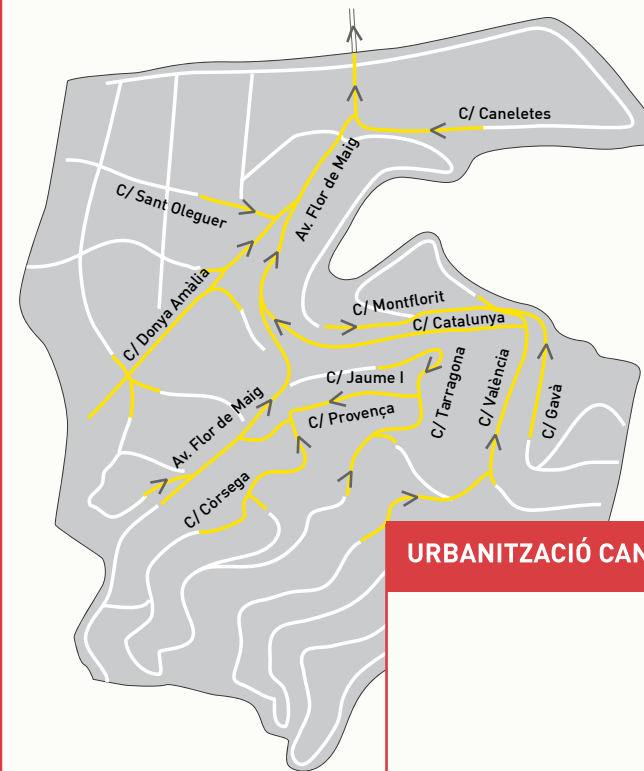 C/ Caneletes
Av. Flor de Maig
C/ Sant Oleguer
C/ Donya Amàlia
C/ Montflorit
C/ Catalunya
C/ Jaume I
C/ Tarragona
C/ València
C/ Gavà
Av. Flor de Maig
C/ Provença
C/ Còrsega
URBANITZACIÓ CAN